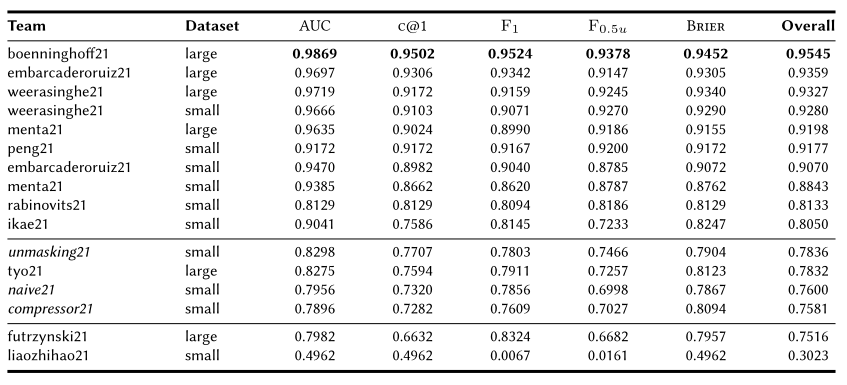 Team Dataset AUC C@1 F1 F0.5u BRIER Overall
boenninghoff21 large 0.9869 0.9502 0.9524 0.9378 0.9452 0.9545
embarcaderoruiz21 large 0.9697 0.9306 0.9342 0.9147 0.9305 0.9359
weerasinghe21 large 0.9719 0.9172 0.9159 0.9245 0.9340 0.9327
weerasinghe21 small 0.9666 0.9103 0.9071 0.9270 0.9290 0.9280
menta21 large 0.9635 0.9024 0.8990 0.9186 0.9155 0.9198
peng21 small 0.9172 0.9172 0.9167 0.9200 0.9172 0.9177
embarcaderoruiz21 small 0.9470 0.8982 0.9040 0.8785 0.9072 0.9070
menta21 small 0.9385 0.8662 0.8620 0.8787 0.8762 0.8843
rabinovits21 small 0.8129 0.8129 0.8094 0.8186 0.8129 0.8133
ikae21 small 0.9041 0.7586 0.8145 0.7233 0.8247 0.8050
unmasking21 small 0.8298 0.7707 0.7803 0.7466 0.7904 0.7836
tyo21 large 0.8275 0.7594 0.7911 0.7257 0.8123 0.7832
naive21 small 0.7956 0.7320 0.7856 0.6998 0.7867 0.7600
compressor21 small 0.7896 0.7282 0.7609 0.7027 0.8094 0.7581
futrzynski21 large 0.7982 0.6632 0.8324 0.6682 0.7957 0.7516
liaozhihao21 small 0.4962 0.4962 0.0067 0.0161 0.4962 0.3023